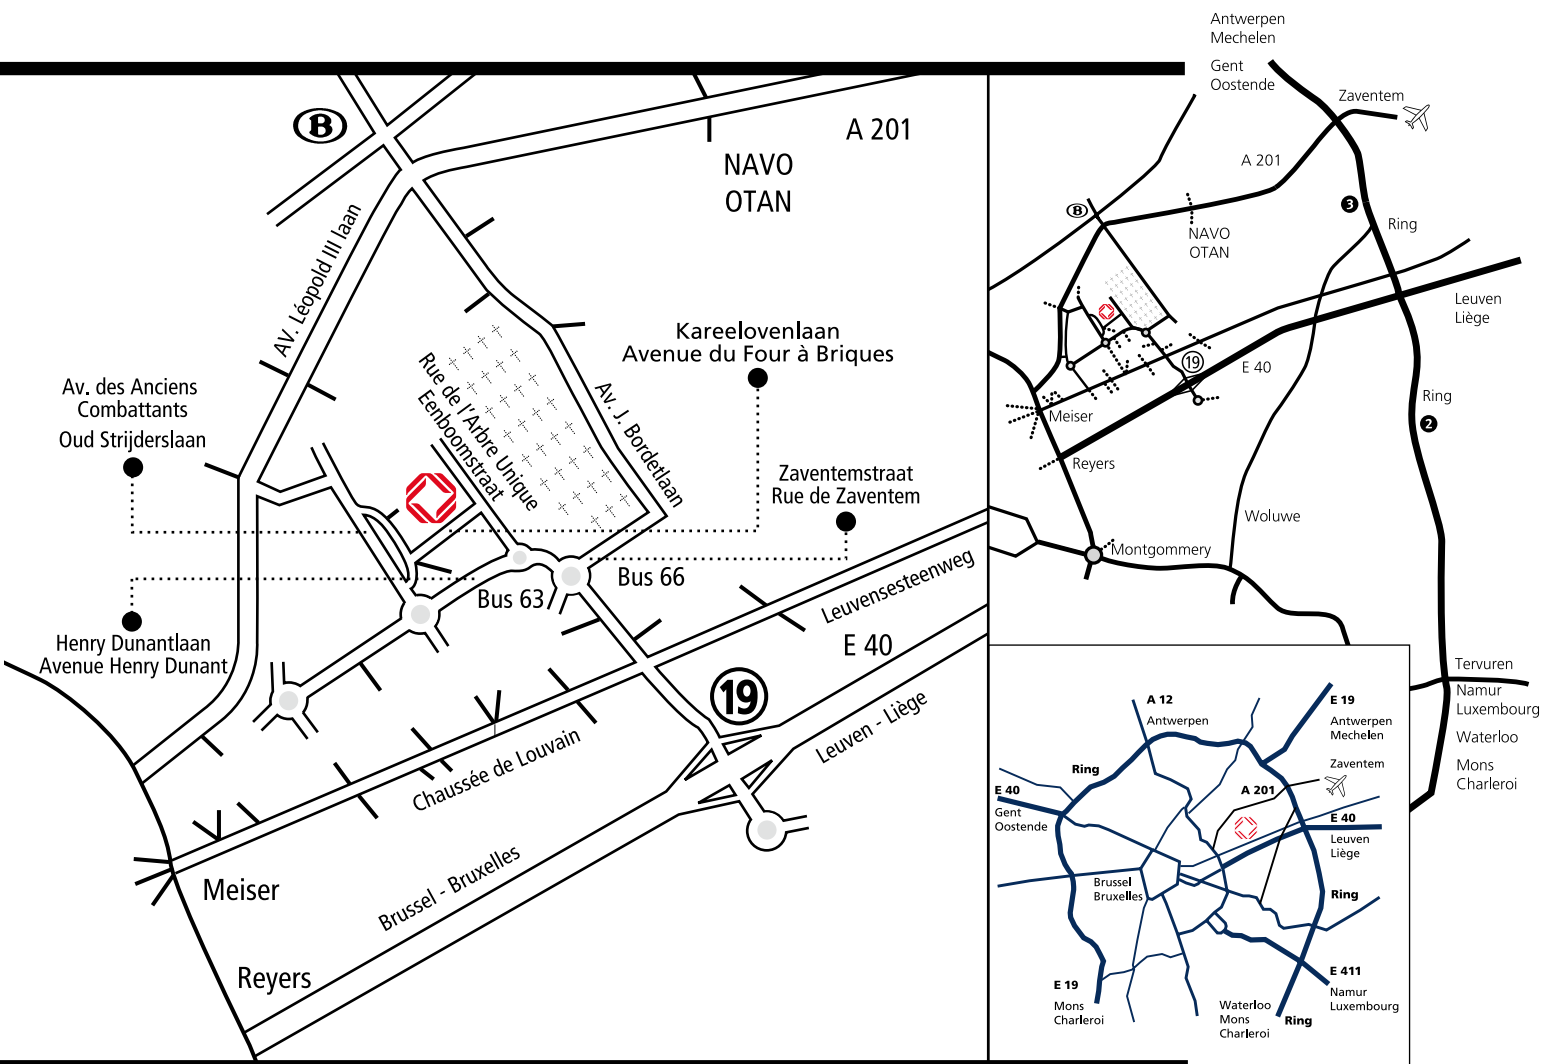 B
A 201
NAVO
OTAN
AV. Léopold III laan
Kareelovenlaan
Avenue du Four à Briques
Av. des Anciens
Combattants
Oud Strijderslaan
Rue de l'Arbre Unique
Eenboomstraat
Av. J. Bordetlaan
Zaventemstraat
Rue de Zaventem
Bus 66
Bus 63
Henry Dunantlaan
Avenue Henry Dunant
Leuvensesteenweg
E 40
19
Leuven - Liège
Chaussée de Louvain
Brussel - Bruxelles
Meiser
Reyers
Antwerpen
Mechelen
Gent
Oostende
Zaventem
A 201
3
B
Ring
NAVO
OTAN
Leuven
Liège
19
E 40
Ring
2
Meiser
Reyers
Woluwe
Montgommery
Tervuren
Namur
Luxembourg
Waterloo
Mons
Charleroi
A 12
Antwerpen
E 19
Antwerpen
Mechelen
Ring
Zaventem
E 40
Gent
Oostende
A 201
E 40
Leuven
Liège
Brussel
Bruxelles
Ring
E 19
Mons
Charleroi
E 411
Namur
Luxembourg
Waterloo
Mons
Charleroi
Ring